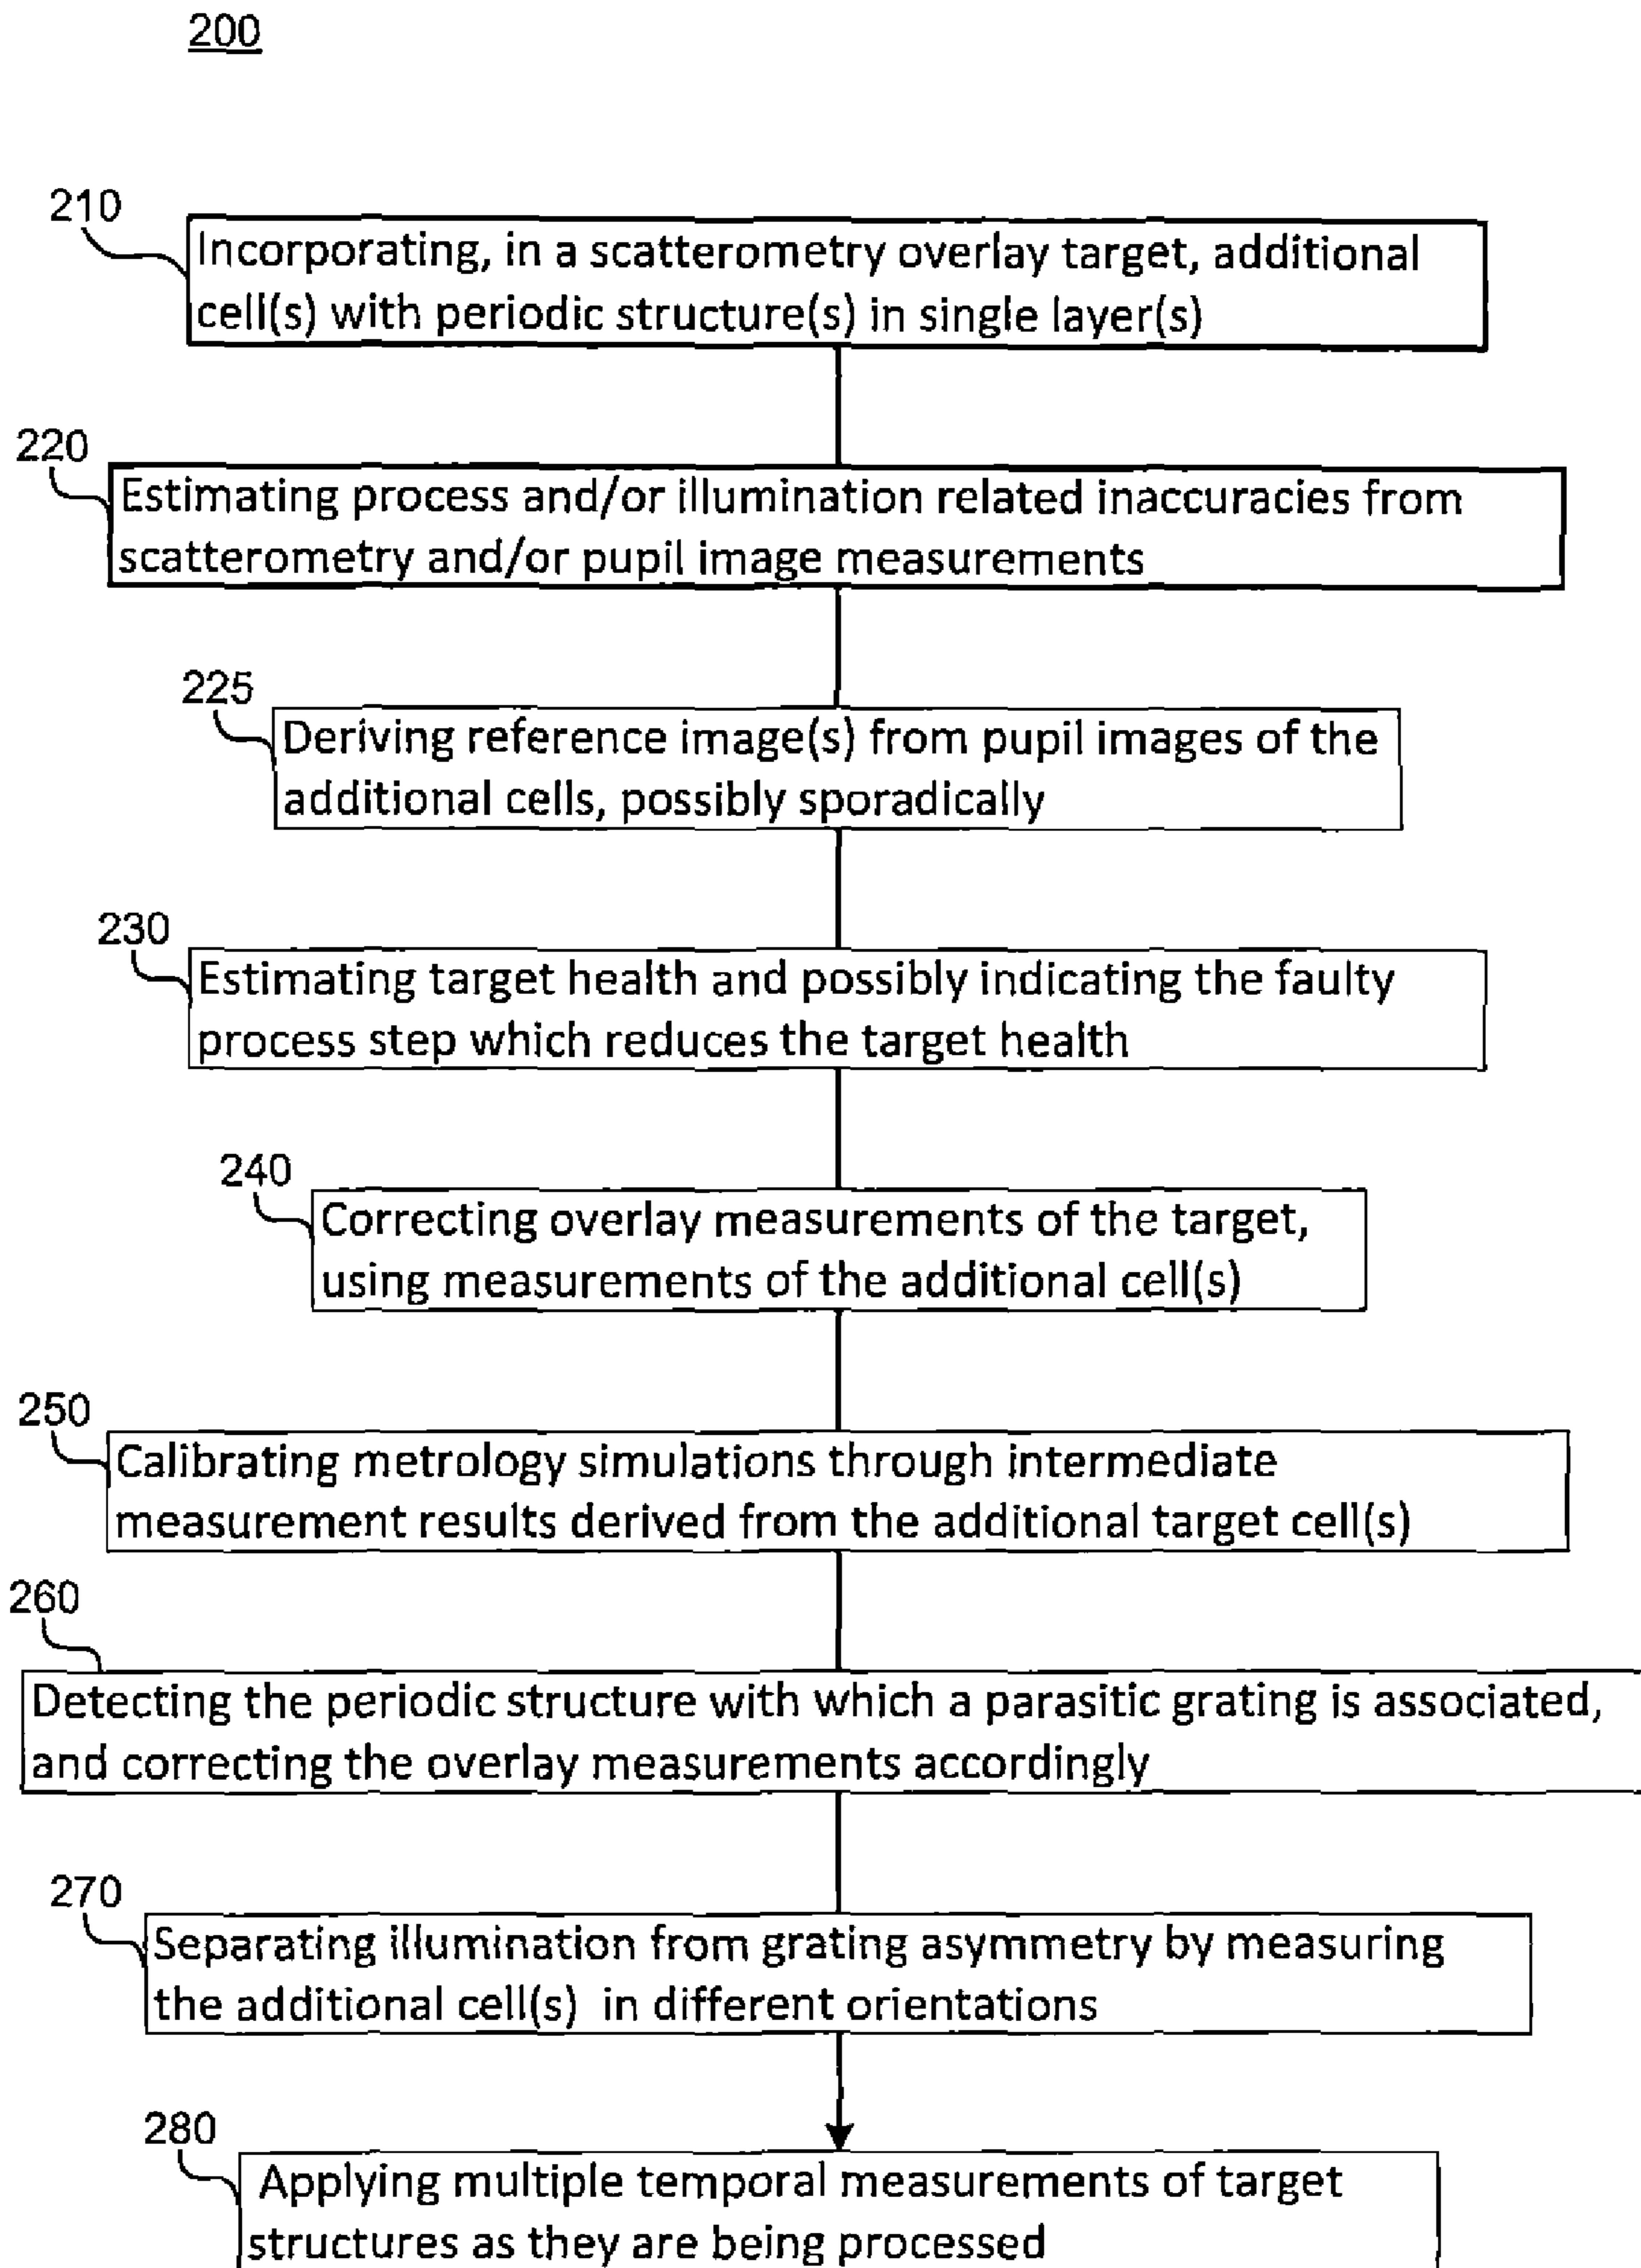 200
210
Incorporating, in a scatterometry overlay target, additional
cell(s) with periodic structure(s) in single layer(s)
220
Estimating process and/or illumination related inaccuracies from
scatterometry and/or pupil image measurements
225
Deriving reference image(s) from pupil images of the
additional cells, possibly sporadically
230
Estimating target health and possibly indicating the faulty
process step which reduces the target health
240
Correcting overlay measurements of the target,
using measurements of the additional cell(s)
250
Calibrating metrology simulations through intermediate
measurement results derived from the additional target cell(s)
260
Detecting the periodic structure with which a parasitic grating is associated,
and correcting the overlay measurements accordingly
270
Separating illumination from grating asymmetry by measuring
the additional cell(s) in different orientations
280
Applying multiple temporal measurements of target
structures as they are being processed